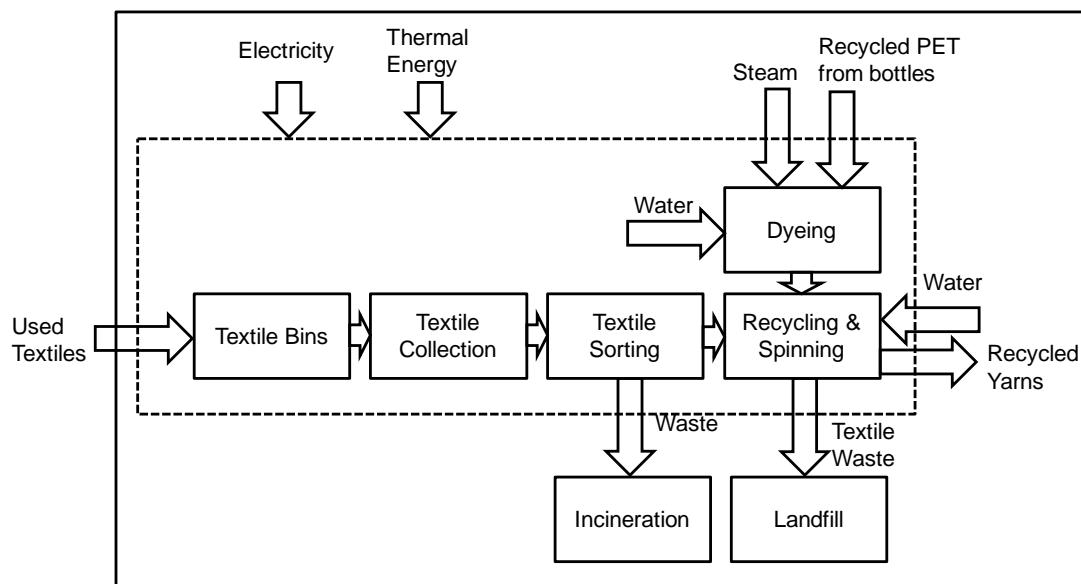 Electricity
Thermal
Energy
Steam
Recycled PET
from bottles
Water
Dyeing
Water
Used
Textiles
Textile Bins
Textile
Collection
Textile
Sorting
Recycling &
Spinning
Recycled
Yarns
Waste
Textile
Waste
Incineration
Landfill